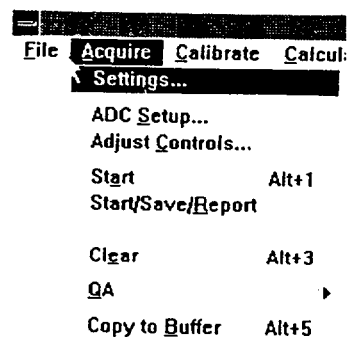 File Acquire Calibrate Calcul
Settings...
ADC Setup...
Adjust Controls...
Start Alt+1
Start/Save/Report
Clear Alt+3
QA
Copy to Buffer Alt+5